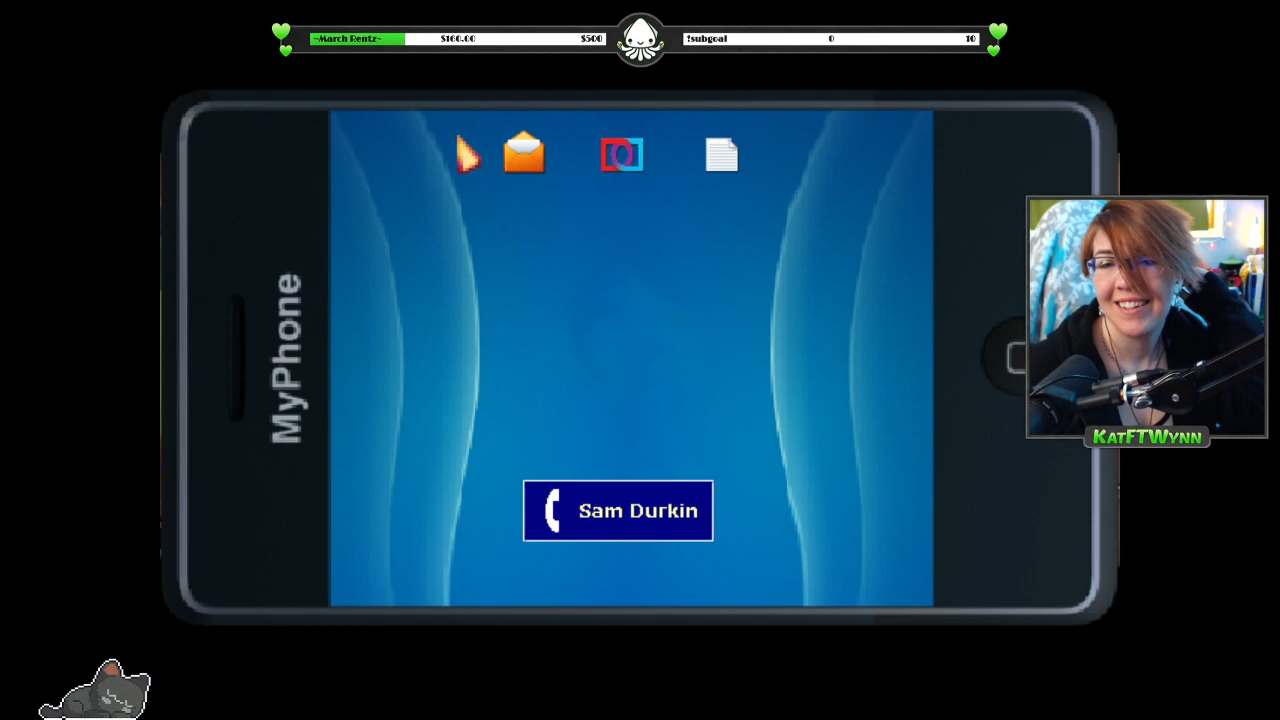 ~March Rentz~ $160.00 $500
!subgoal 0 10
MyPhone
Sam Durkin
KatFTWynn